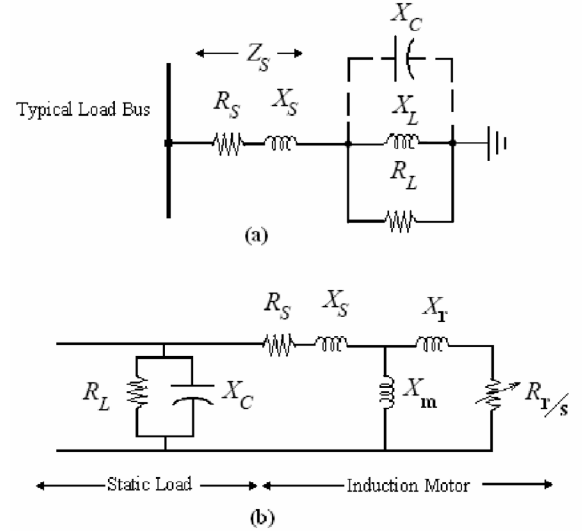 X_C
Z_S
R_S X_S X_L
Typical Load Bus
R_L
(a)
R_S X_S X_r
R_L X_C X_m R_r/s
Static Load Induction Motor
(b)